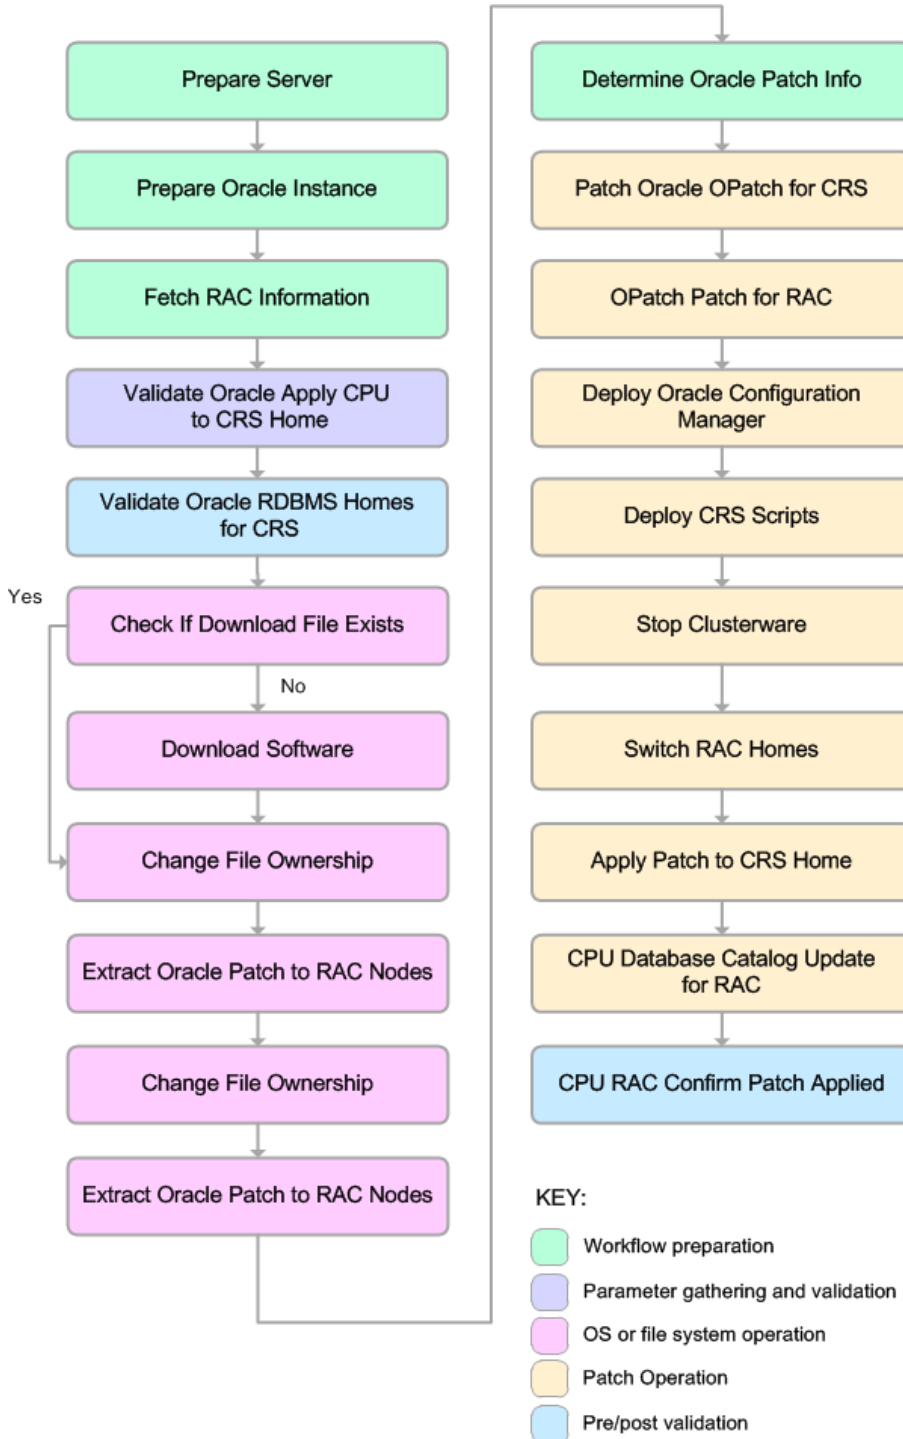 Prepare Server
Prepare Oracle Instance
Fetch RAC Information
Validate Oracle Apply CPU
to CRS Home
Validate Oracle RDBMS Homes
for CRS
Yes
Check If Download File Exists
No
Download Software
Change File Ownership
Extract Oracle Patch to RAC Nodes
Change File Ownership
Extract Oracle Patch to RAC Nodes
Determine Oracle Patch Info
Patch Oracle OPatch for CRS
OPatch Patch for RAC
Deploy Oracle Configuration
Manager
Deploy CRS Scripts
Stop Clusterware
Switch RAC Homes
Apply Patch to CRS Home
CPU Database Catalog Update
for RAC
CPU RAC Confirm Patch Applied
KEY:
Workflow preparation
Parameter gathering and validation
OS or file system operation
Patch Operation
Pre/post validation